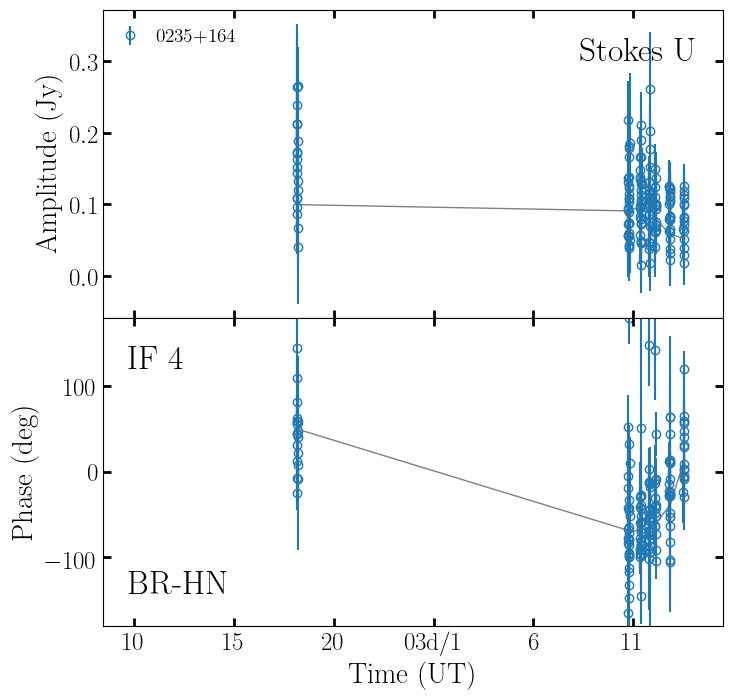 0235+164
Stokes U
0.3
0.2
0.1
0.0
Amplitude (Jy)
IF 4
100
0
−100
Phase (deg)
BR-HN
10 15 20 03d/1 6 11
Time (UT)